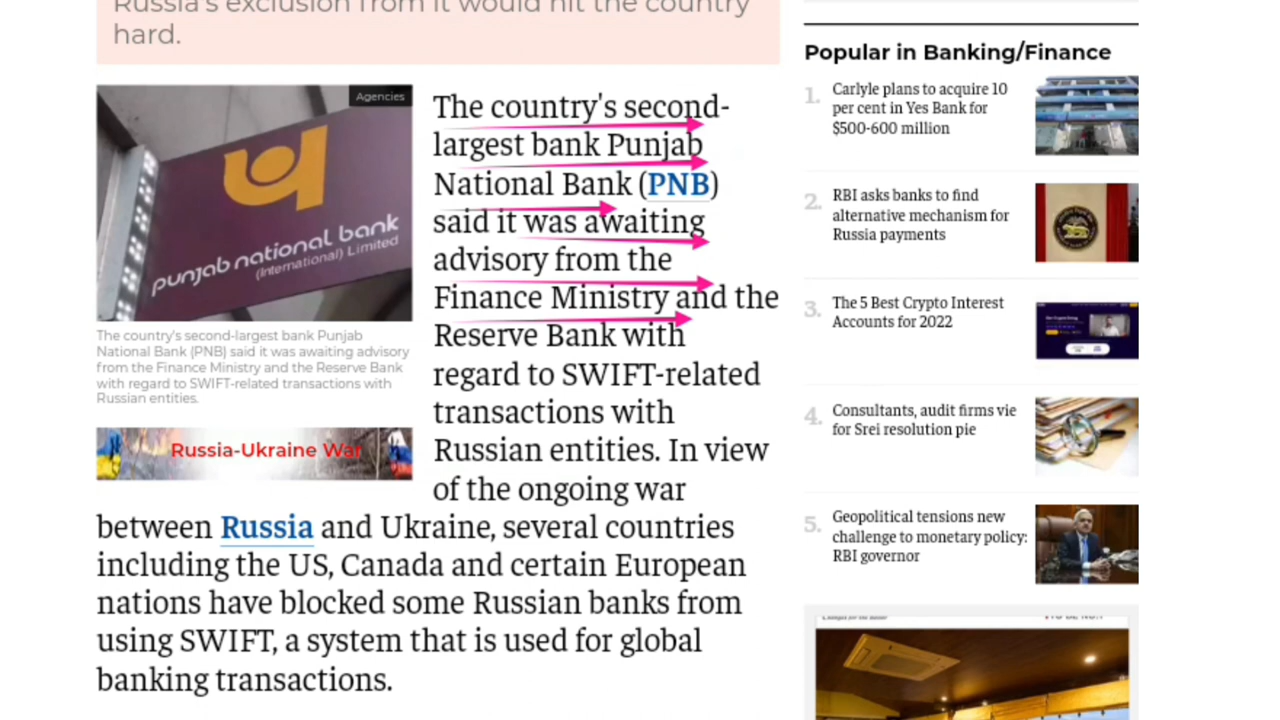 Russia's exclusion from it would hit the country
hard.
Agencies
punjab national bank
(International) Limited
The country's second-largest bank Punjab
National Bank (PNB) said it was awaiting advisory
from the Finance Ministry and the Reserve Bank
with regard to SWIFT-related transactions with
Russian entities.
Russia-Ukraine War
The country's second-
largest bank Punjab
National Bank (PNB)
said it was awaiting
advisory from the
Finance Ministry and the
Reserve Bank with
regard to SWIFT-related
transactions with
Russian entities. In view
of the ongoing war
between Russia and Ukraine, several countries
including the US, Canada and certain European
nations have blocked some Russian banks from
using SWIFT, a system that is used for global
banking transactions.
Popular in Banking/Finance
1. Carlyle plans to acquire 10
per cent in Yes Bank for
$500-600 million
2. RBI asks banks to find
alternative mechanism for
Russia payments
3. The 5 Best Crypto Interest
Accounts for 2022
4. Consultants, audit firms vie
for Srei resolution pie
5. Geopolitical tensions new
challenge to monetary policy:
RBI governor